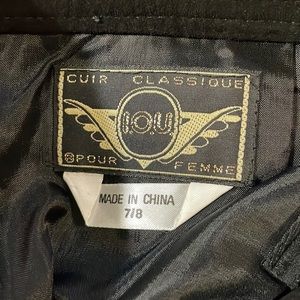 CUIR CLASSIQUE
I.O.U.
®POUR FEMME
MADE IN CHINA
7/8